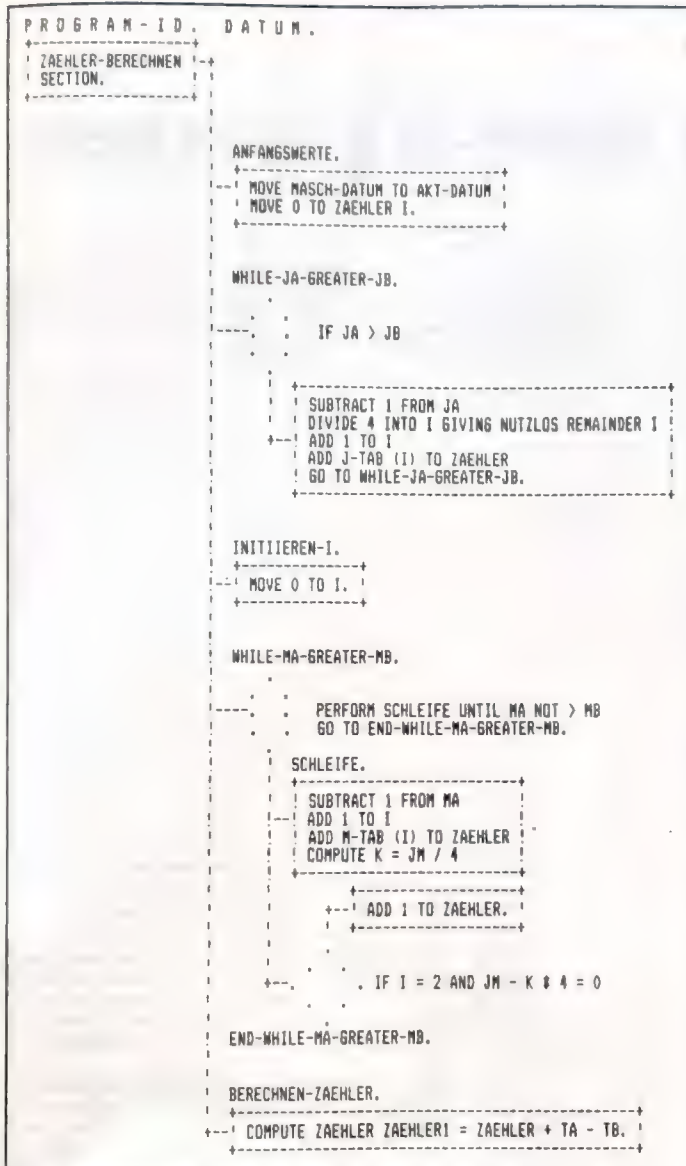 PROGRAM-ID. DATUM.
ZAEHLER-BERECHNEN
SECTION.
ANFANGSWERTE.
MOVE MASCH-DATUM TO AKT-DATUM
MOVE 0 TO ZAEHLER I.
WHILE-JA-GREATER-JB.
IF JA > JB
SUBTRACT 1 FROM JA
DIVIDE 4 INTO I GIVING NUTZLOS REMAINDER I
ADD 1 TO I
ADD J-TAB (I) TO ZAEHLER
GO TO WHILE-JA-GREATER-JB.
INITIIEREN-I.
MOVE 0 TO I.
WHILE-MA-GREATER-MB.
PERFORM SCHLEIFE UNTIL MA NOT > MB
GO TO END-WHILE-MA-GREATER-MB.
SCHLEIFE.
SUBTRACT 1 FROM MA
ADD 1 TO I
ADD M-TAB (I) TO ZAEHLER
COMPUTE K = JM / 4
ADD 1 TO ZAEHLER.
IF I = 2 AND JM - K * 4 = 0
END-WHILE-MA-GREATER-MB.
BERECHNEN-ZAEHLER.
COMPUTE ZAEHLER ZAEHLER1 = ZAEHLER + TA - TB.